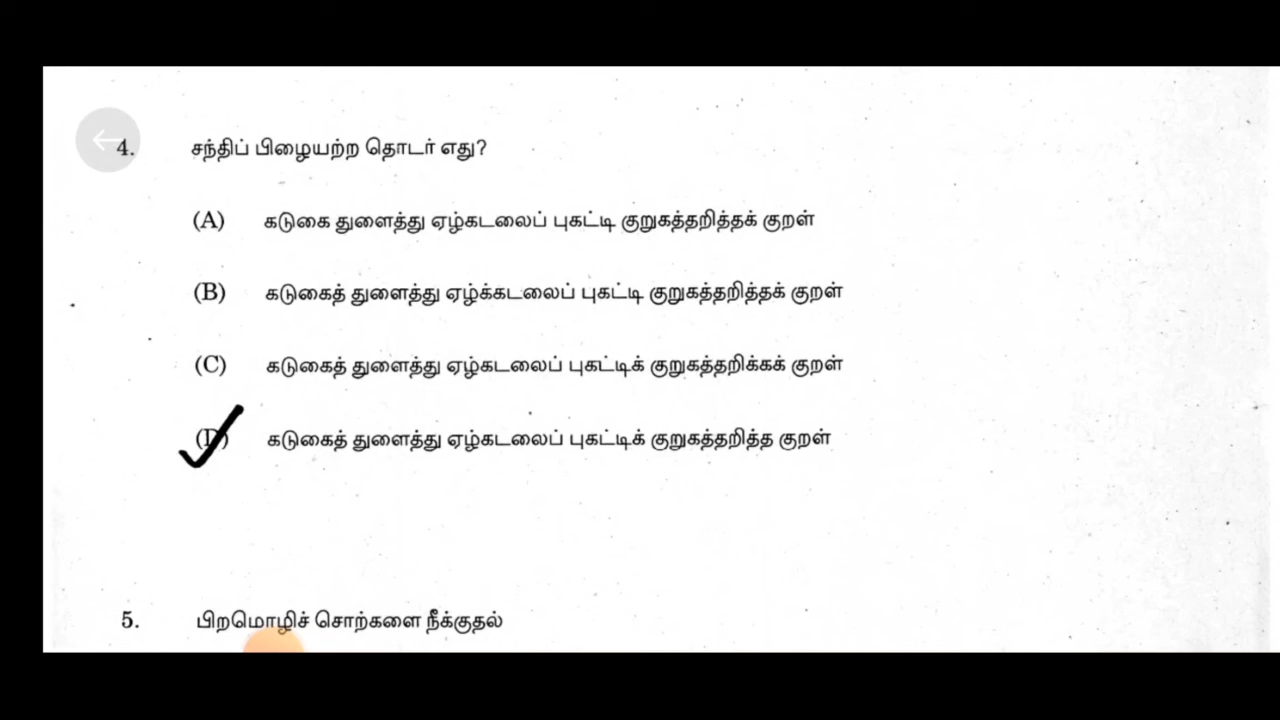 4. சந்திப் பிழையற்ற தொடர் எது?
(A) கடுகை துளைத்து ஏழ்கடலைப் புகட்டி குறுகத்தறித்தக் குறள்
(B) கடுகைத் துளைத்து ஏழ்க்கடலைப் புகட்டி குறுகத்தறித்தக் குறள்
(C) கடுகைத் துளைத்து ஏழ்கடலைப் புகட்டிக் குறுகத்தறிக்கக் குறள்
(D) கடுகைத் துளைத்து ஏழ்கடலைப் புகட்டிக் குறுகத்தறித்த குறள்
5. பிறமொழிச் சொற்களை நீக்குதல்